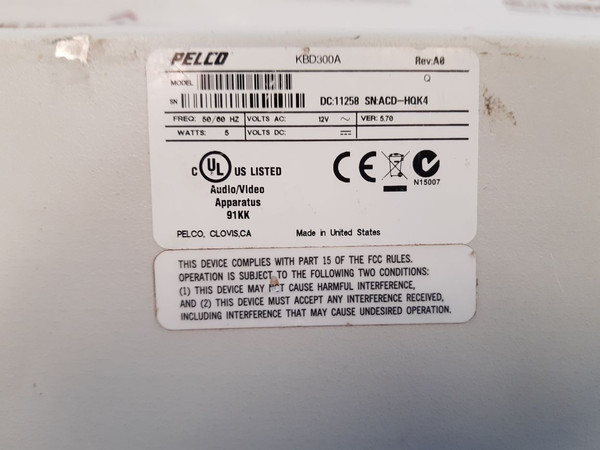 PELCO KBD300A Rev:A0
MODEL Q
SN DC:11258 SN:ACD-HQK4
FREQ: 50/60 HZ VOLTS AC: 12V ~ VER: 5.70
WATTS: 5 VOLTS DC:
C UL US LISTED
Audio/Video
Apparatus
91KK
CE
N15007
PELCO, CLOVIS,CA Made in United States
THIS DEVICE COMPLIES WITH PART 15 OF THE FCC RULES.
OPERATION IS SUBJECT TO THE FOLLOWING TWO CONDITIONS:
(1) THIS DEVICE MAY NOT CAUSE HARMFUL INTERFERENCE,
AND (2) THIS DEVICE MUST ACCEPT ANY INTERFERENCE RECEIVED,
INCLUDING INTERFERENCE THAT MAY CAUSE UNDESIRED OPERATION.